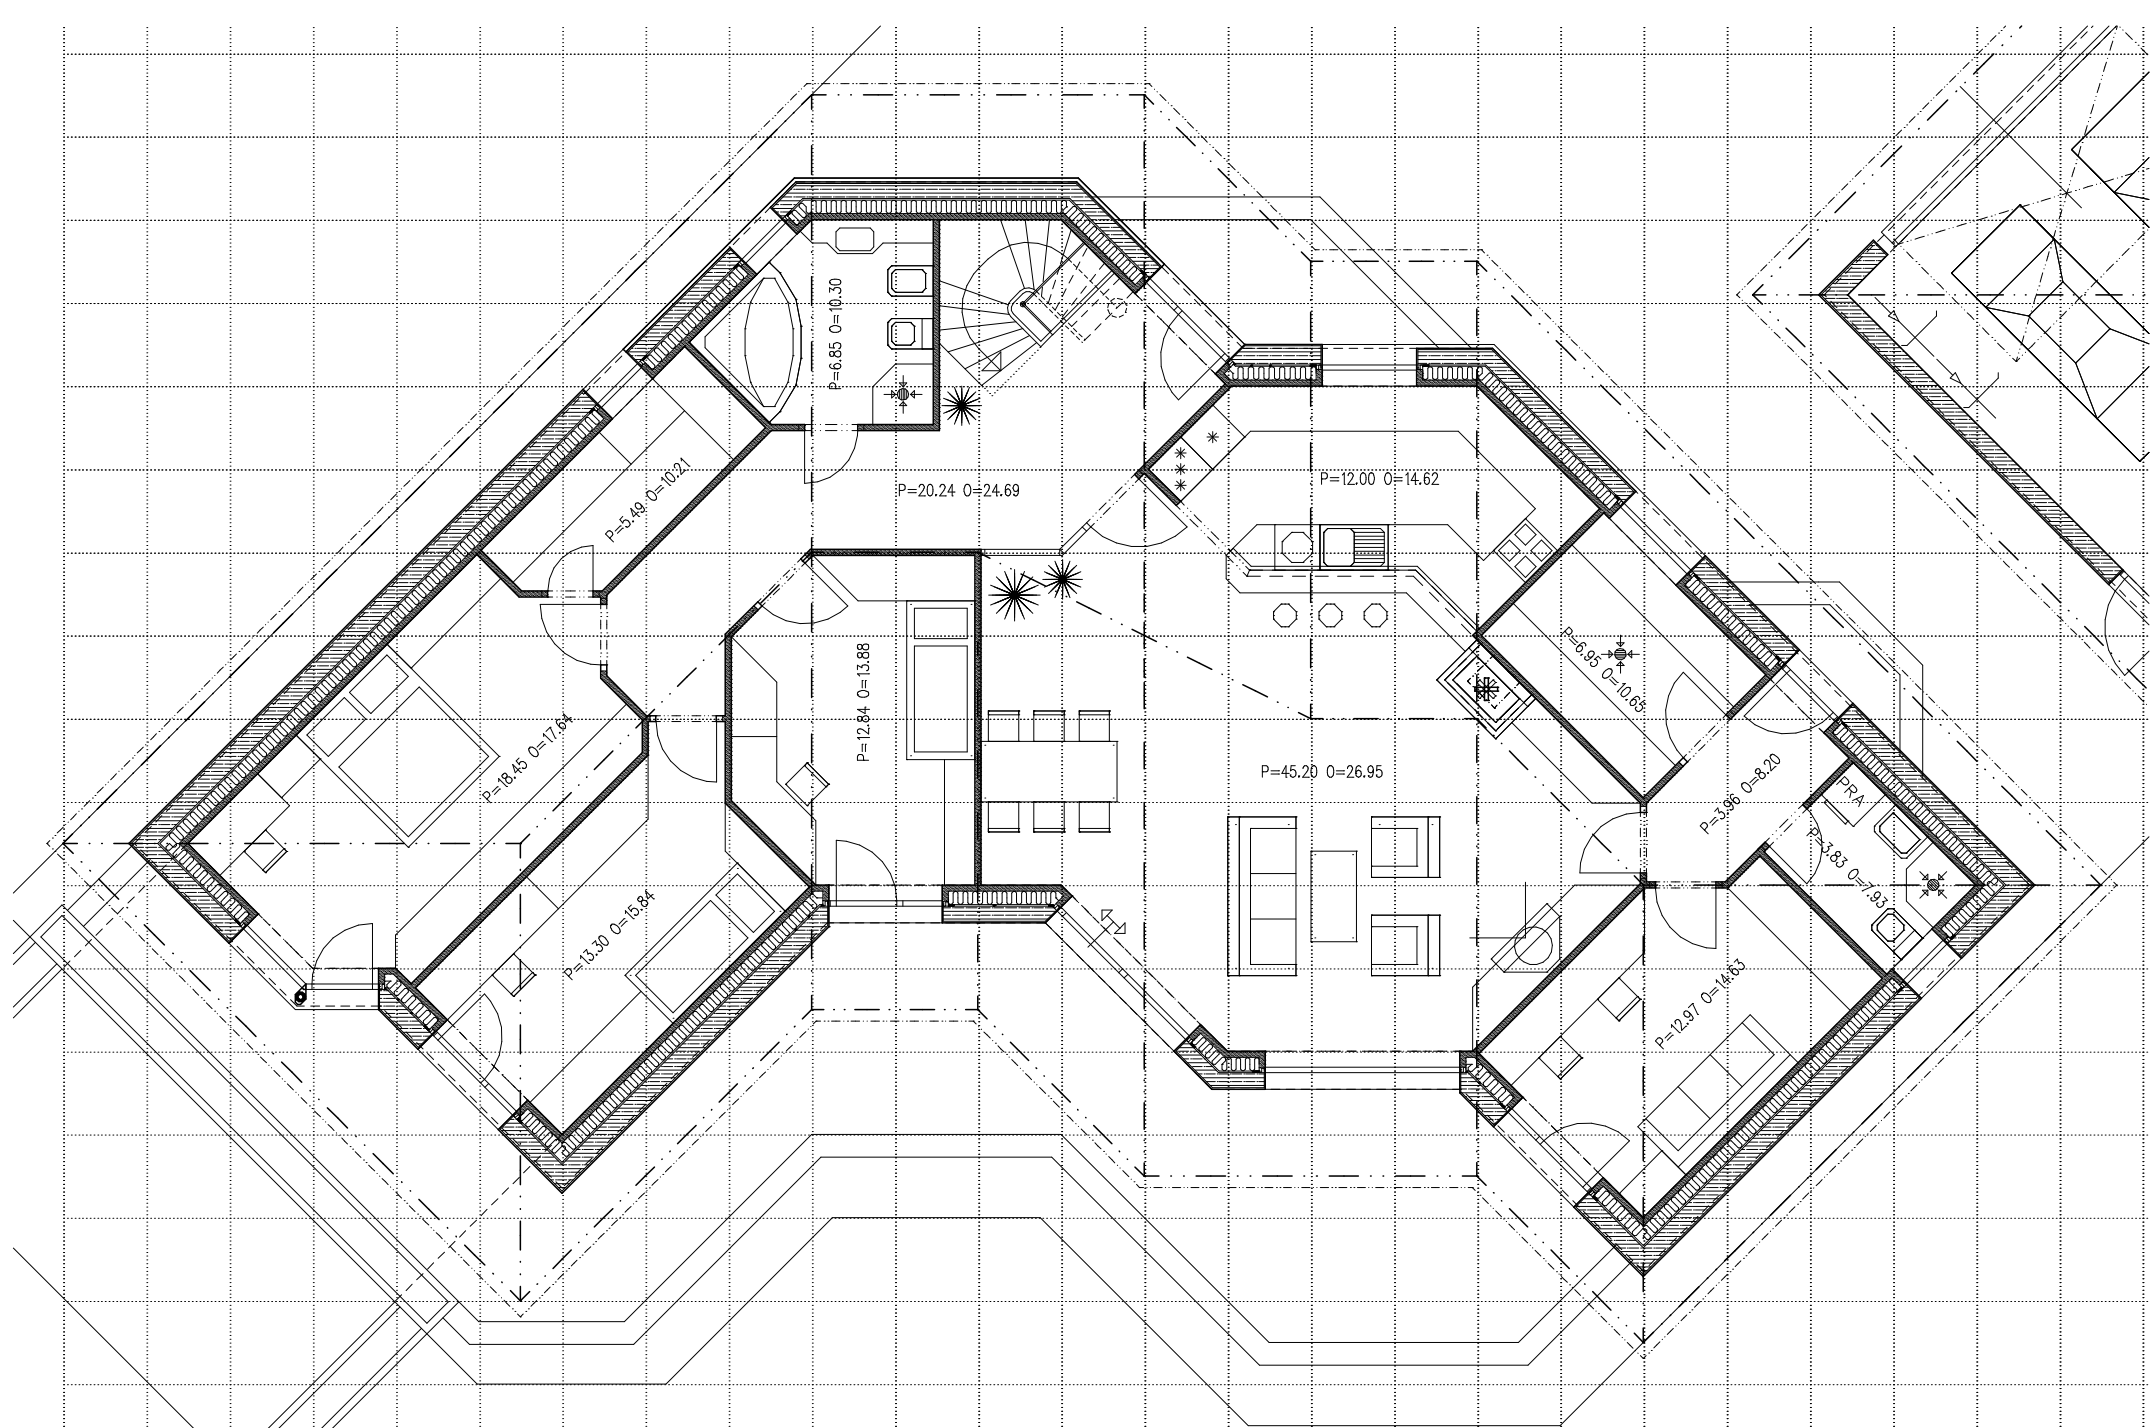 P=6.85 O=10.30
P=5.49 O=10.21
P=20.24 O=24.69
P=12.00 O=14.62
P=18.45 O=17.64
P=12.84 O=13.88
P=6.95 O=10.65
P=45.20 O=26.95
P=3.96 O=8.20
PRA
P=3.83 O=7.93
P=13.30 O=15.84
P=12.97 O=14.63